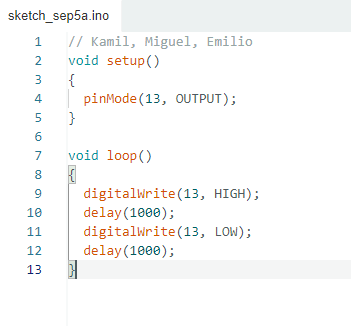 sketch_sep5a.ino
1 // Kamil, Miguel, Emilio
2 void setup()
3 {
4 pinMode(13, OUTPUT);
5 }
6
7 void loop()
8 {
9 digitalWrite(13, HIGH);
10 delay(1000);
11 digitalWrite(13, LOW);
12 delay(1000);
13 }